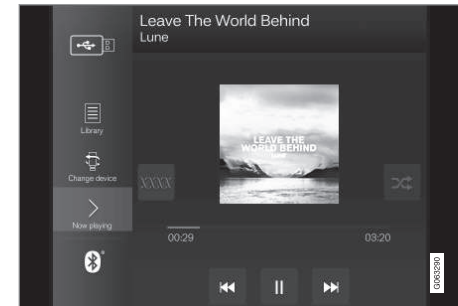 Leave The World Behind
Lune
Library
Change device
Now playing
LEAVE THE
WORLD BEHIND
LUNE
XXXX
00:29
03:20
G063290